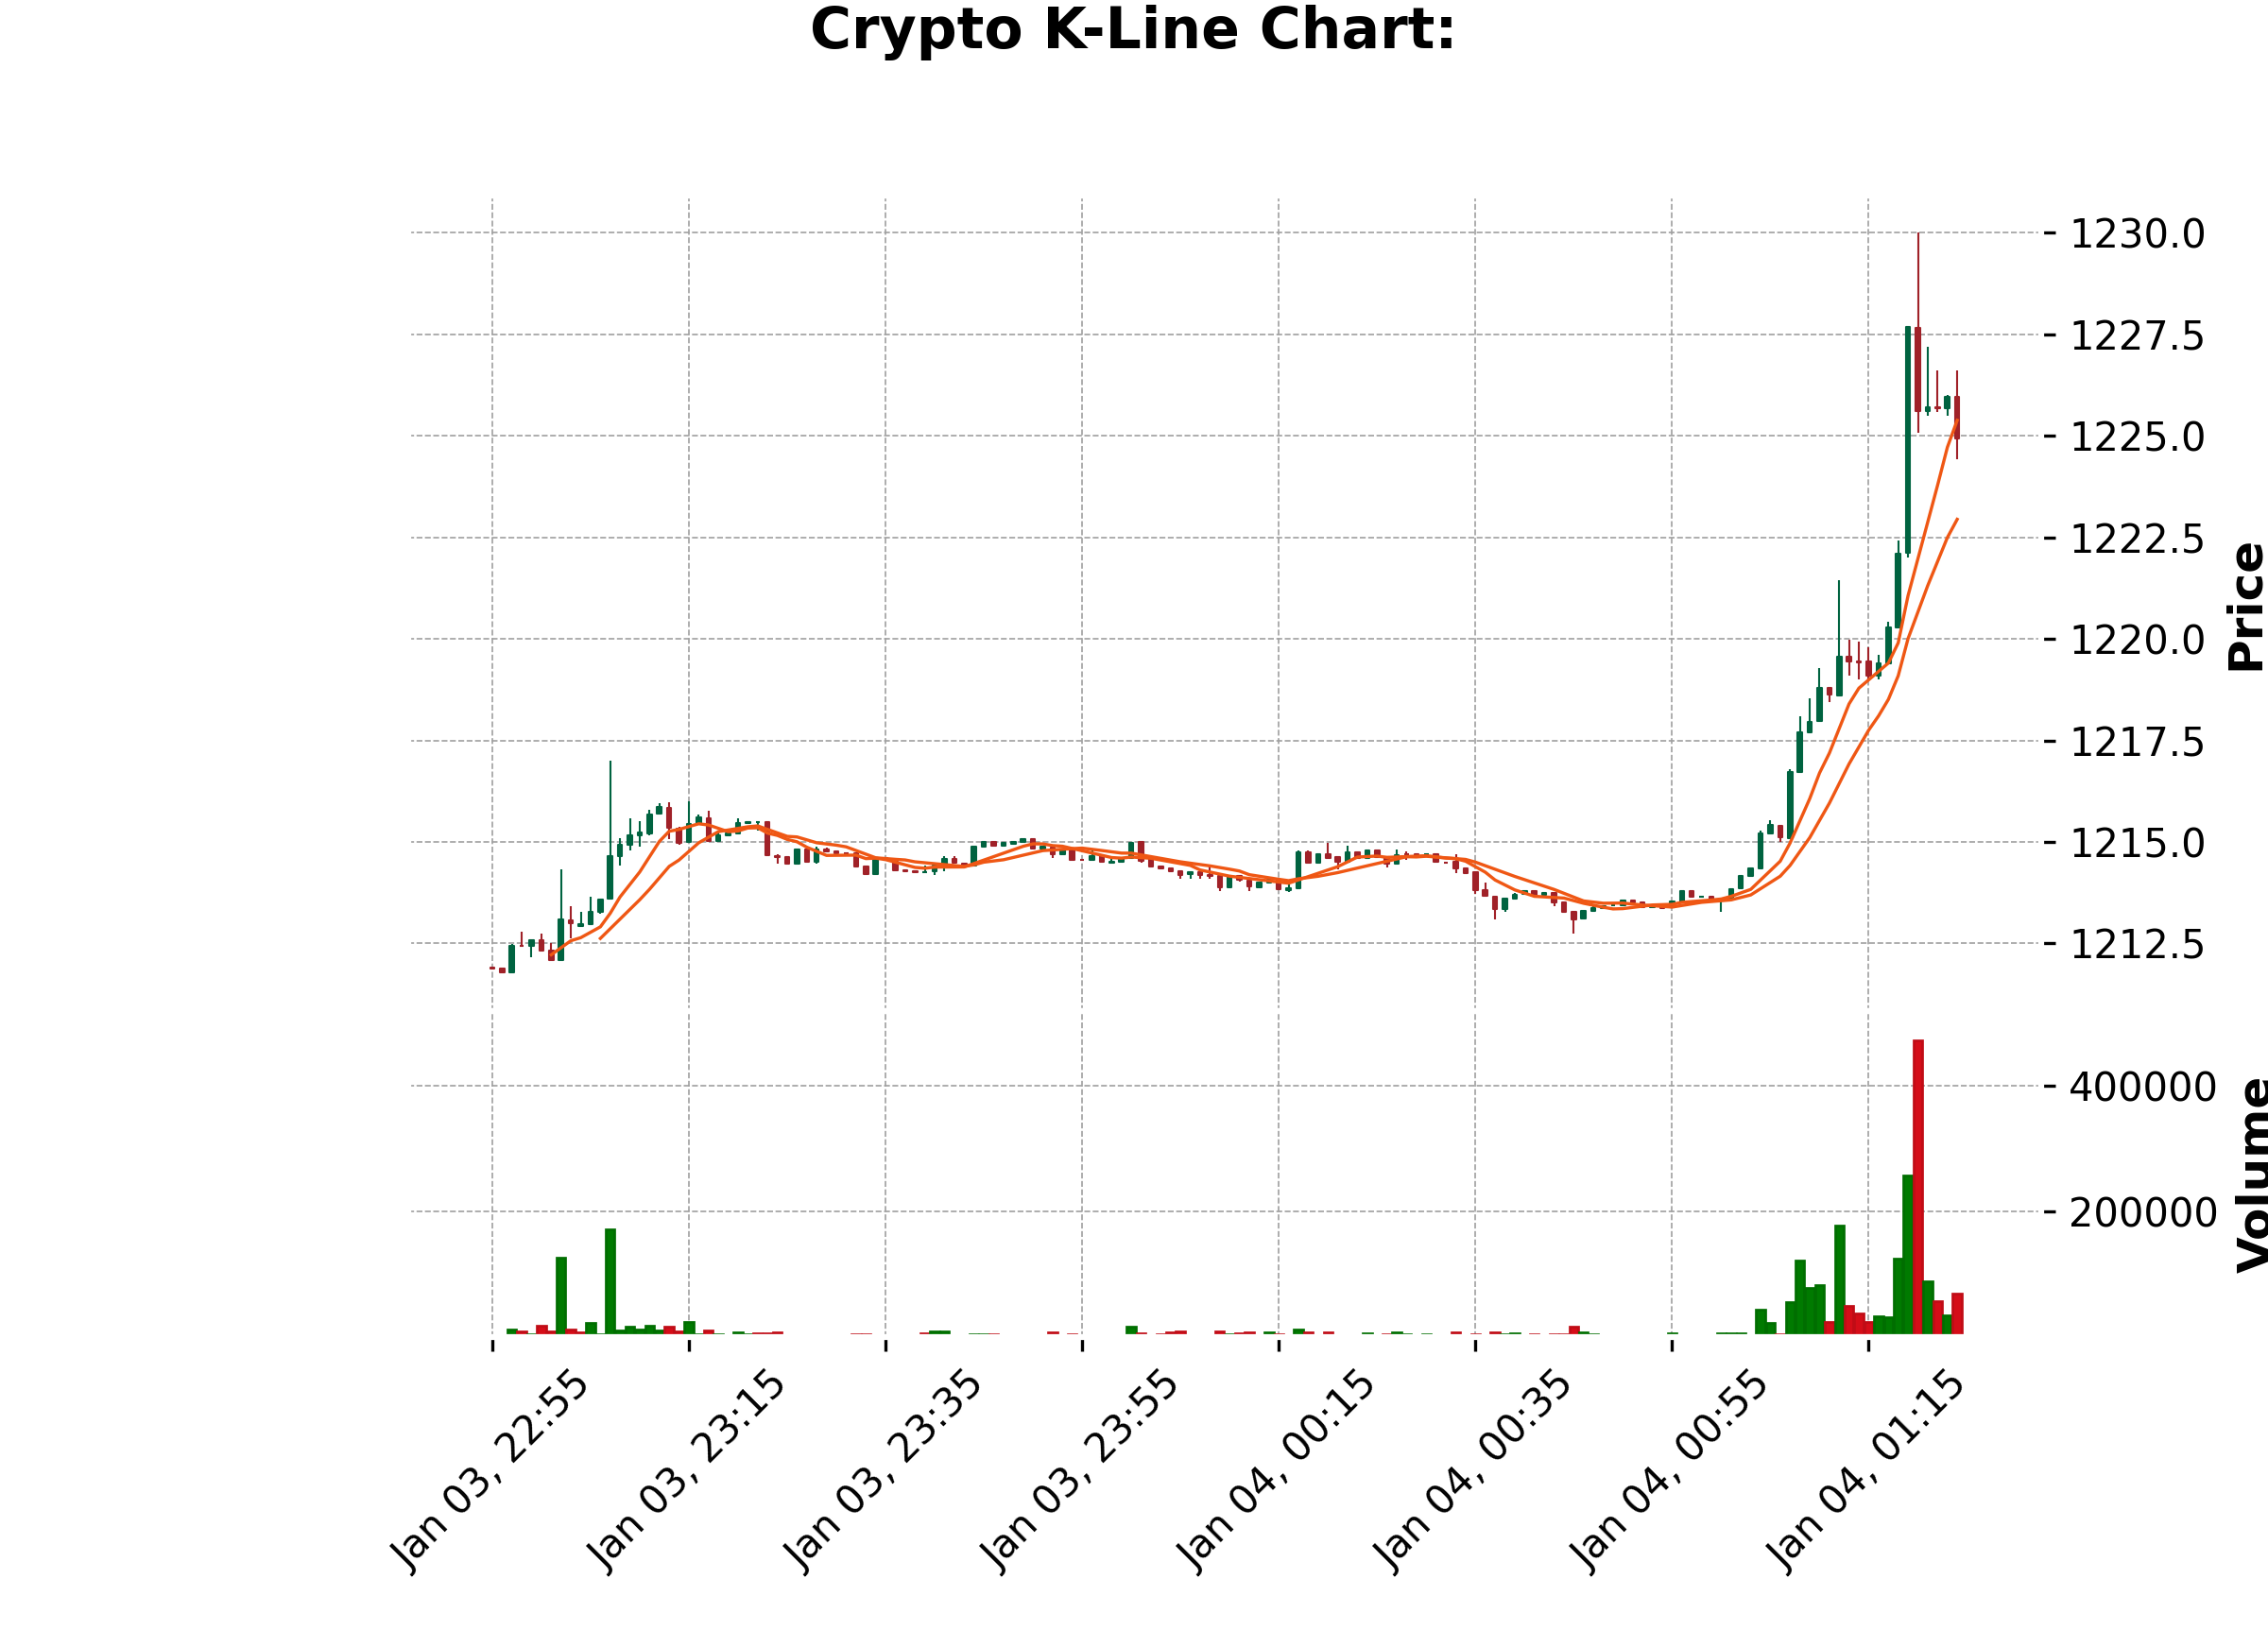 Crypto K-Line Chart:
1230.0
1227.5
1225.0
1222.5
1220.0
1217.5
1215.0
1212.5
Price
400000
200000
Volume
Jan 03, 22:55
Jan 03, 23:15
Jan 03, 23:35
Jan 03, 23:55
Jan 04, 00:15
Jan 04, 00:35
Jan 04, 00:55
Jan 04, 01:15